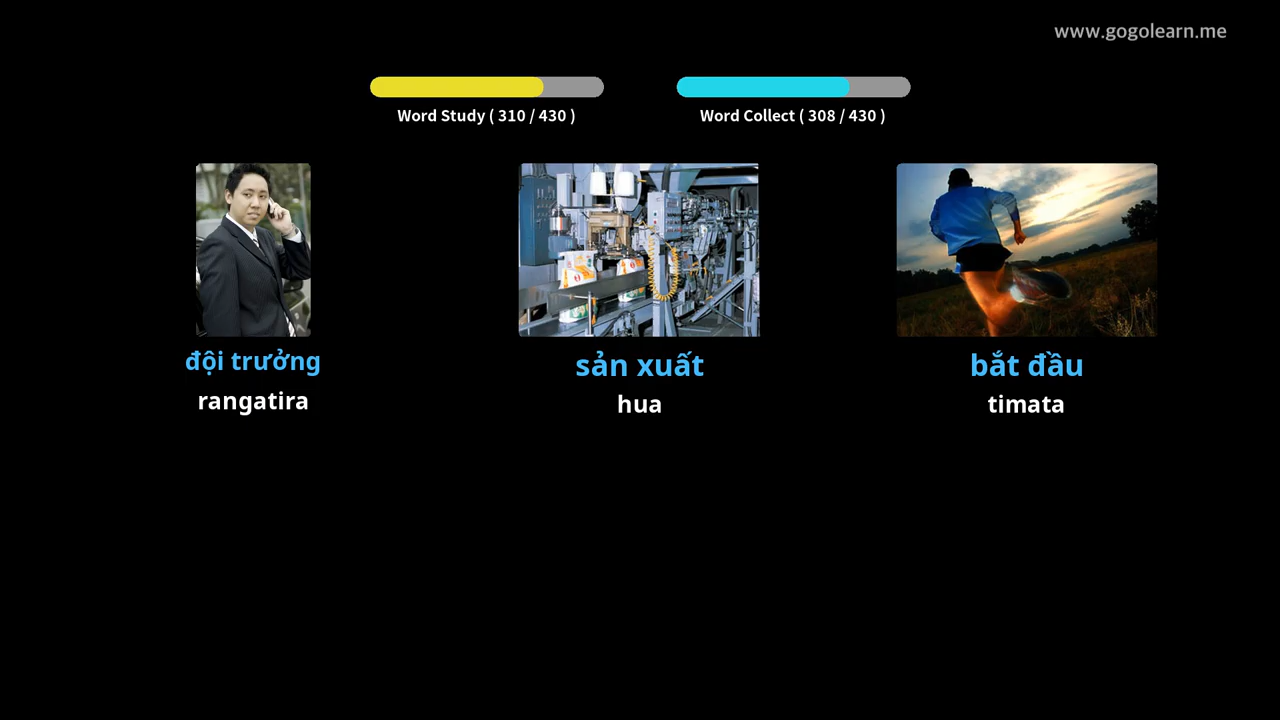 www.gogolearn.me
Word Study ( 310 / 430 )
Word Collect ( 308 / 430 )
đội trưởng
rangatira
sản xuất
hua
bắt đầu
timata